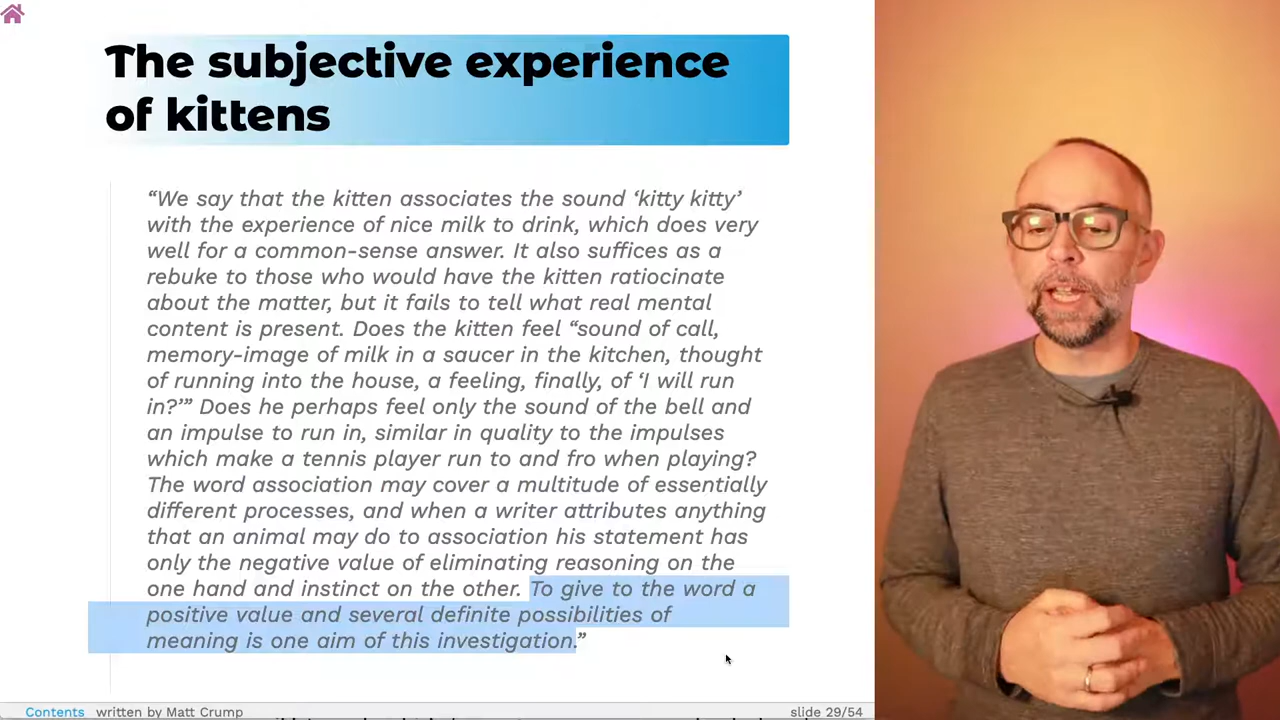 The subjective experience
of kittens
“We say that the kitten associates the sound ‘kitty kitty’
with the experience of nice milk to drink, which does very
well for a common-sense answer. It also suffices as a
rebuke to those who would have the kitten ratiocinate
about the matter, but it fails to tell what real mental
content is present. Does the kitten feel “sound of call,
memory-image of milk in a saucer in the kitchen, thought
of running into the house, a feeling, finally, of ‘I will run
in?’” Does he perhaps feel only the sound of the bell and
an impulse to run in, similar in quality to the impulses
which make a tennis player run to and fro when playing?
The word association may cover a multitude of essentially
different processes, and when a writer attributes anything
that an animal may do to association his statement has
only the negative value of eliminating reasoning on the
one hand and instinct on the other. To give to the word a
positive value and several definite possibilities of
meaning is one aim of this investigation.”
Contents written by Matt Crump slide 29/54